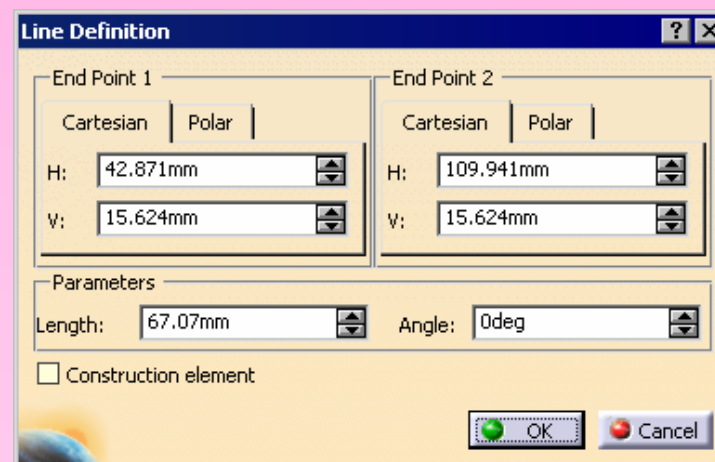 Line Definition ?
End Point 1 End Point 2
Cartesian Polar Cartesian Polar
H: 42.871mm H: 109.941mm
V: 15.624mm V: 15.624mm
Parameters
Length: 67.07mm Angle: 0deg
Construction element
OK Cancel